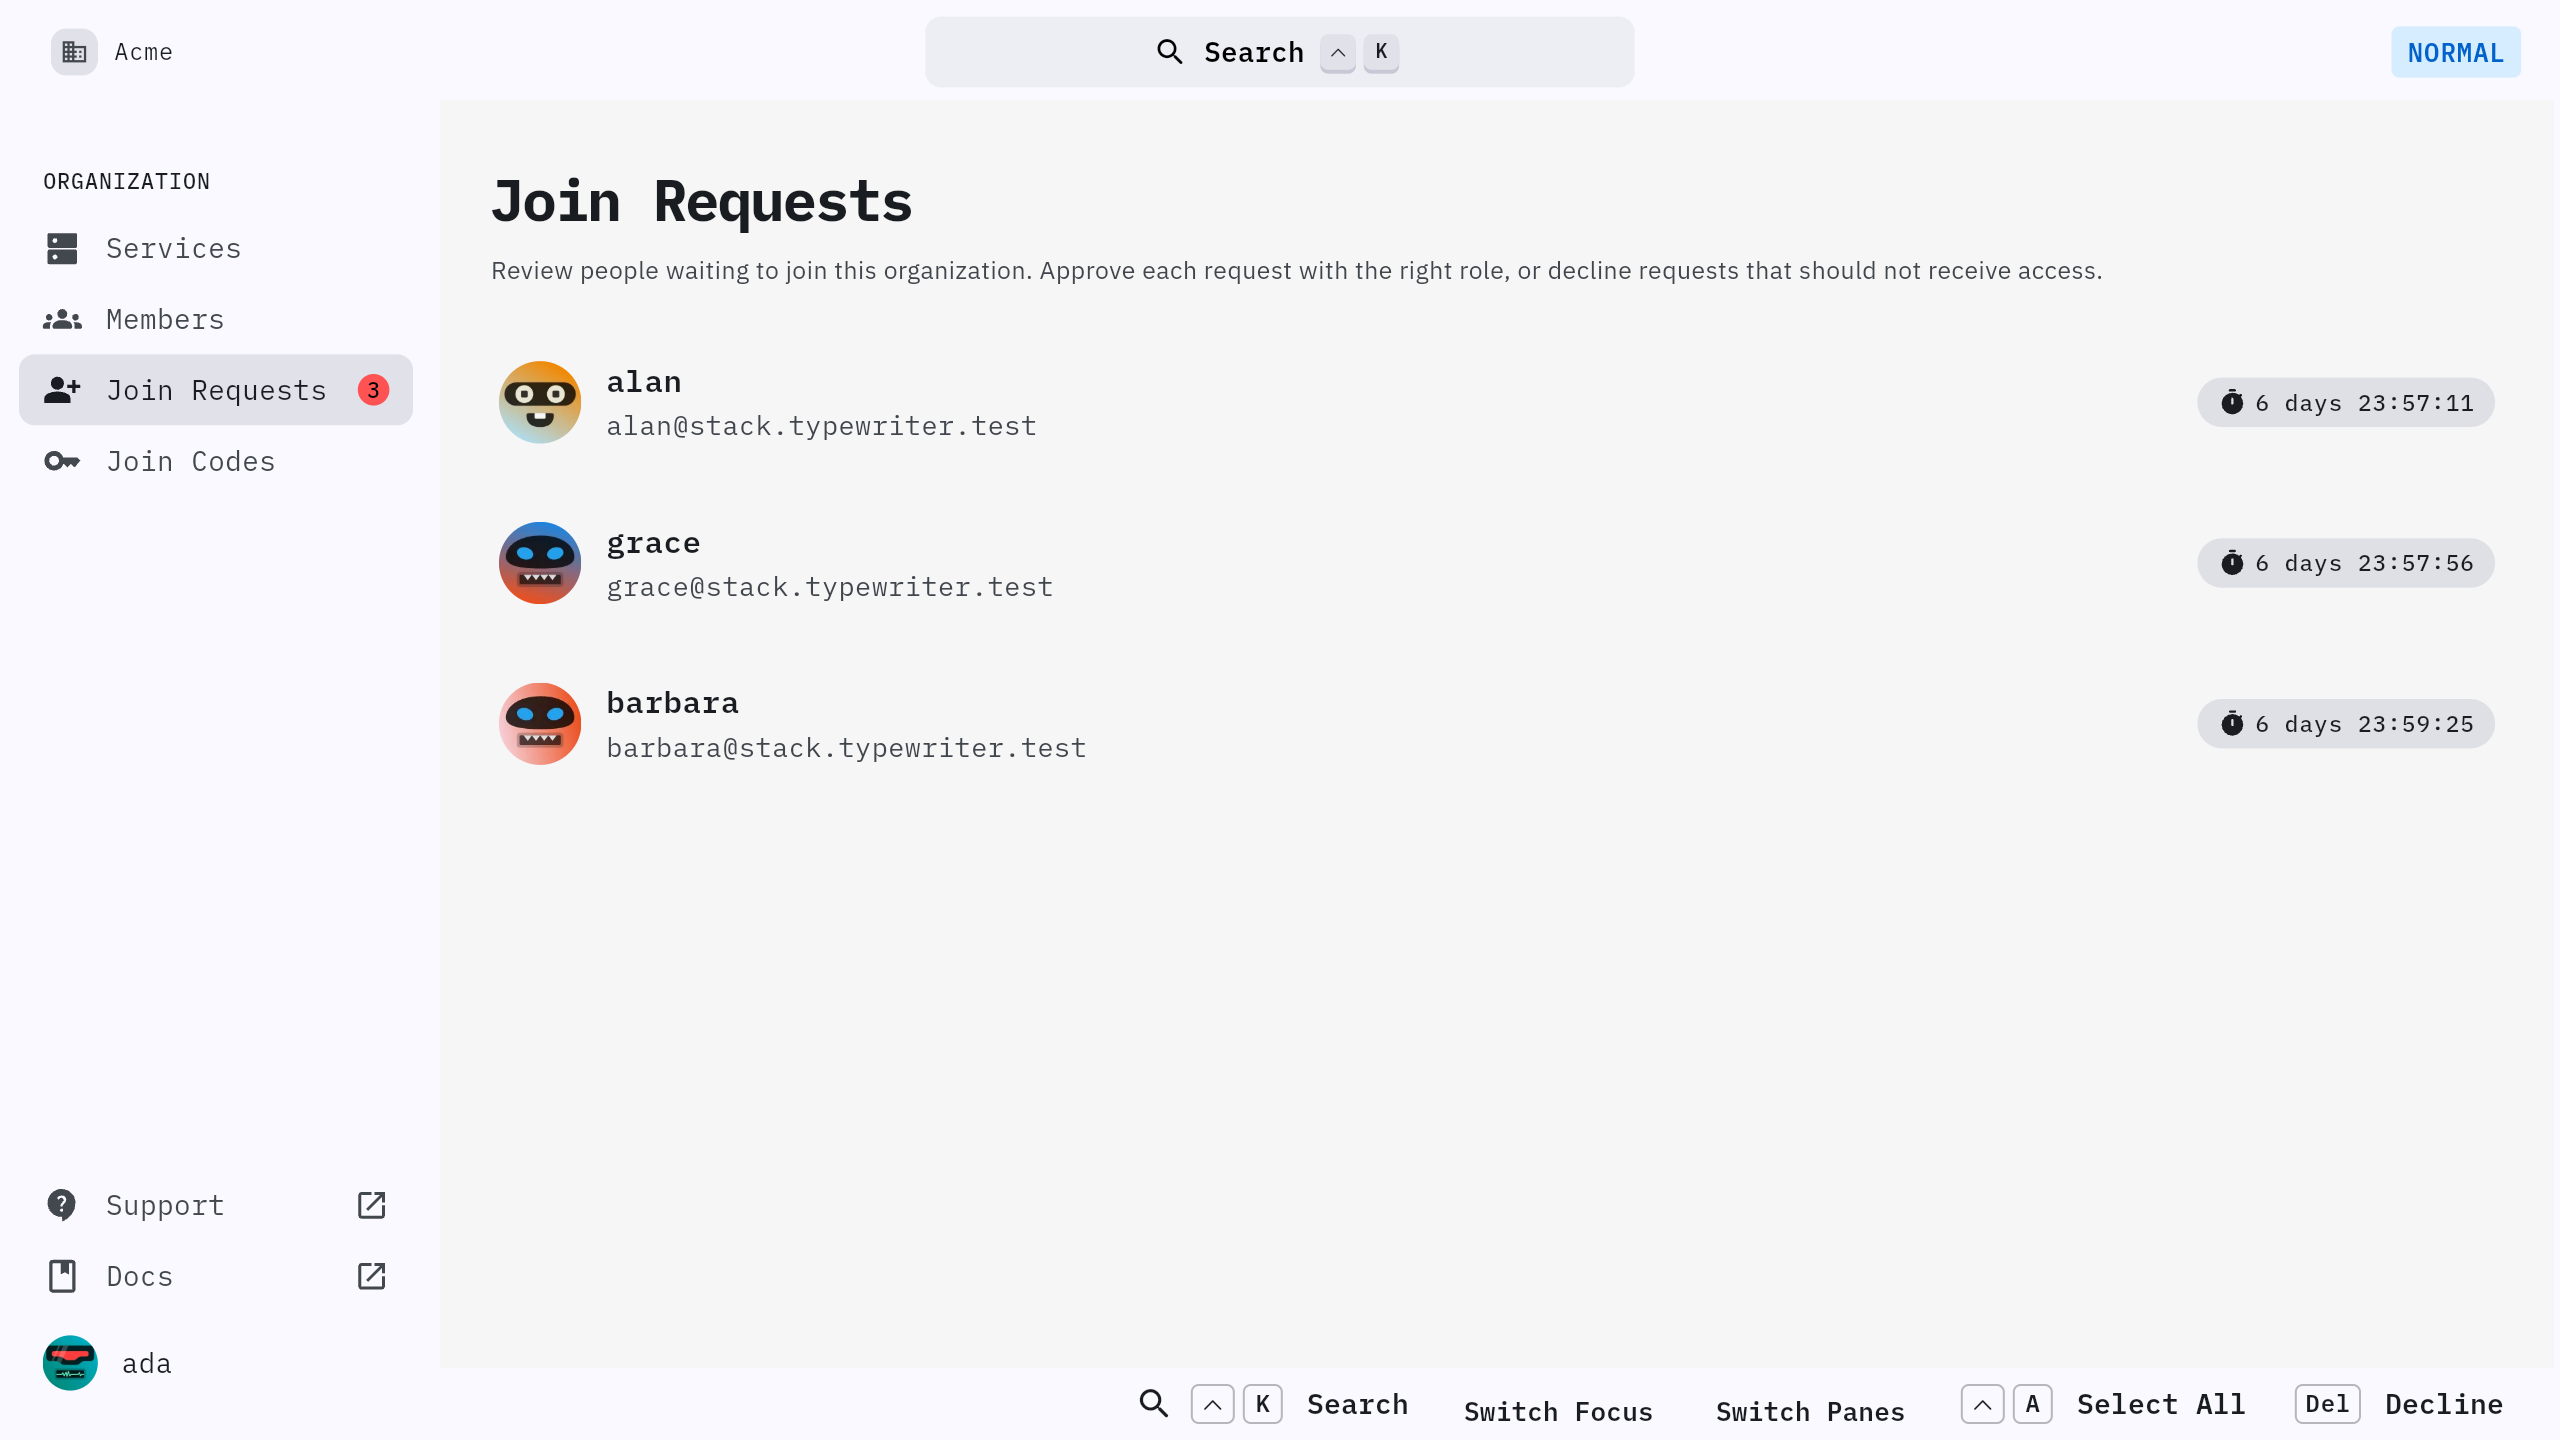 Acme
Search ^ K
NORMAL
ORGANIZATION
Services
Members
Join Requests 3
Join Codes
Join Requests
Review people waiting to join this organization. Approve each request with the right role, or decline requests that should not receive access.
alan
alan@stack.typewriter.test
6 days 23:57:11
grace
grace@stack.typewriter.test
6 days 23:57:56
barbara
barbara@stack.typewriter.test
6 days 23:59:25
Support
Docs
ada
^ K Search Switch Focus Switch Panes ^ A Select All Del Decline